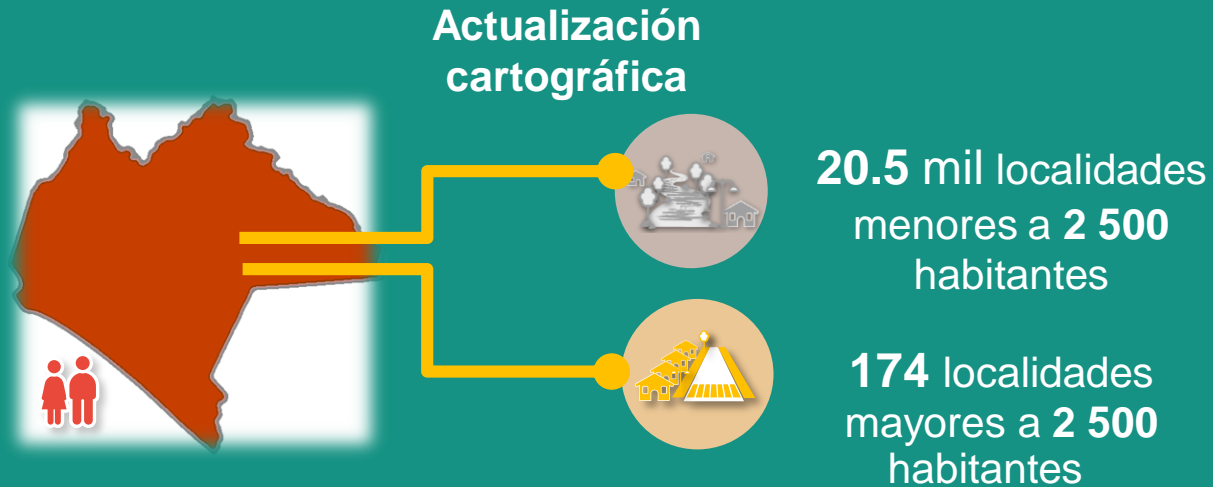 Actualización
cartográfica
20.5 mil localidades
menores a 2 500
habitantes
174 localidades
mayores a 2 500
habitantes